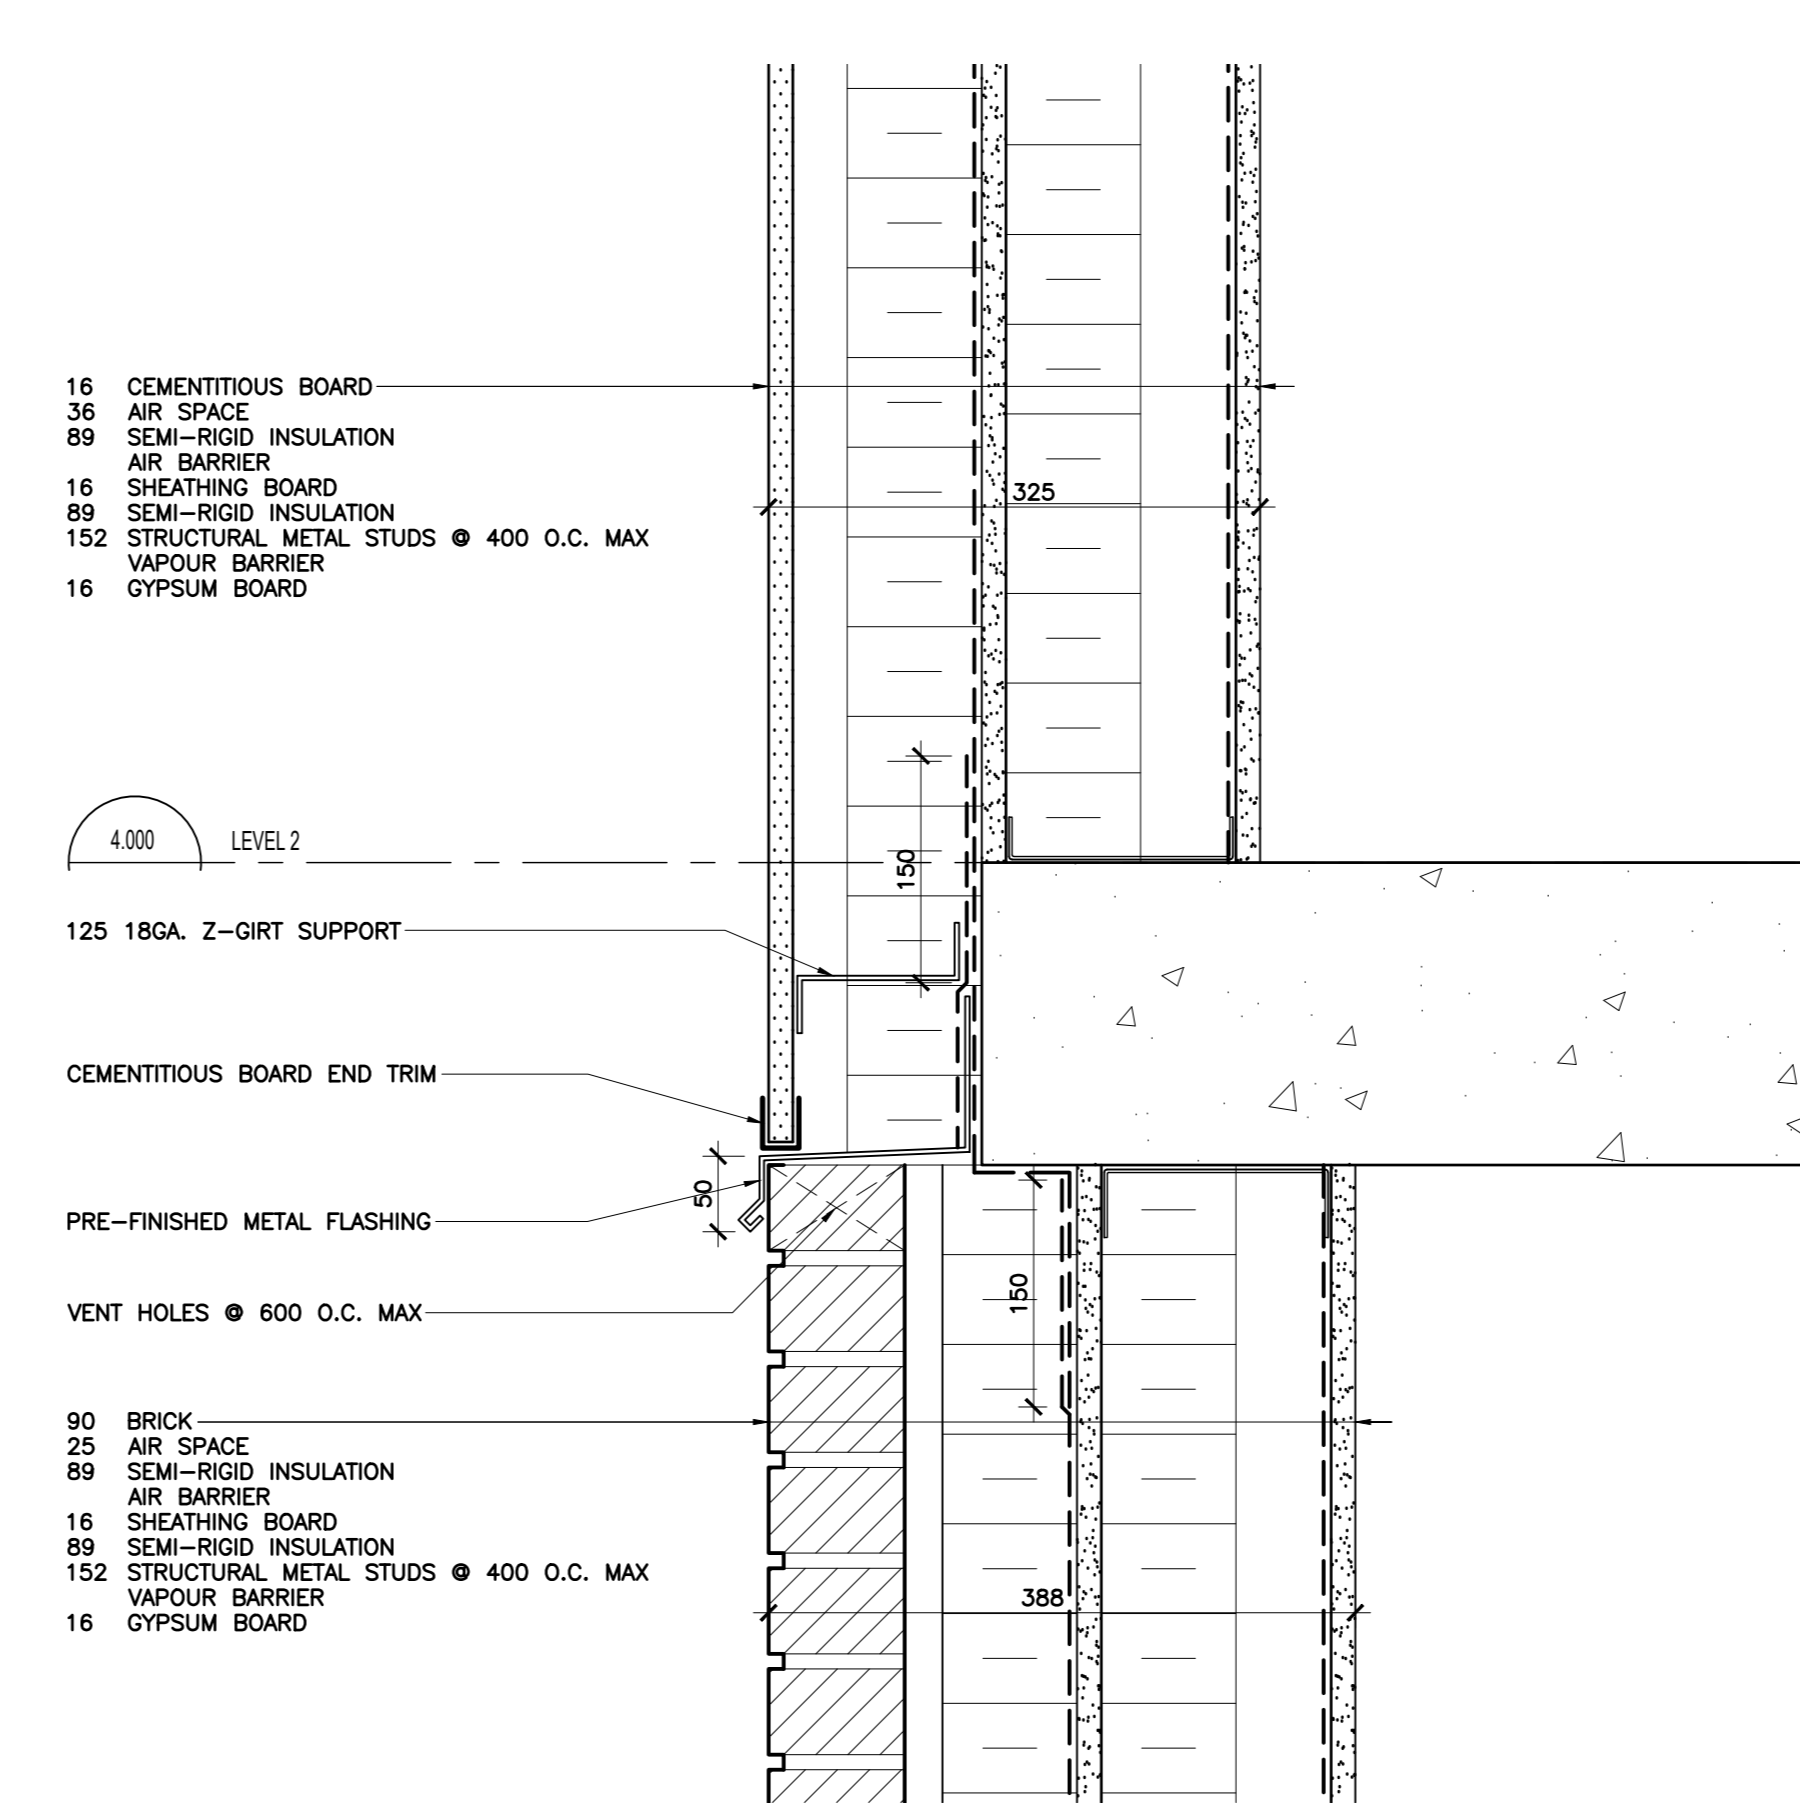 16 CEMENTITIOUS BOARD
36 AIR SPACE
89 SEMI-RIGID INSULATION
AIR BARRIER
16 SHEATHING BOARD
89 SEMI-RIGID INSULATION
152 STRUCTURAL METAL STUDS @ 400 O.C. MAX
VAPOUR BARRIER
16 GYPSUM BOARD
325
4.000 LEVEL 2
150
125 18GA. Z-GIRT SUPPORT
CEMENTITIOUS BOARD END TRIM
50
PRE-FINISHED METAL FLASHING
VENT HOLES @ 600 O.C. MAX
150
90 BRICK
25 AIR SPACE
89 SEMI-RIGID INSULATION
AIR BARRIER
16 SHEATHING BOARD
89 SEMI-RIGID INSULATION
152 STRUCTURAL METAL STUDS @ 400 O.C. MAX
VAPOUR BARRIER
16 GYPSUM BOARD
388